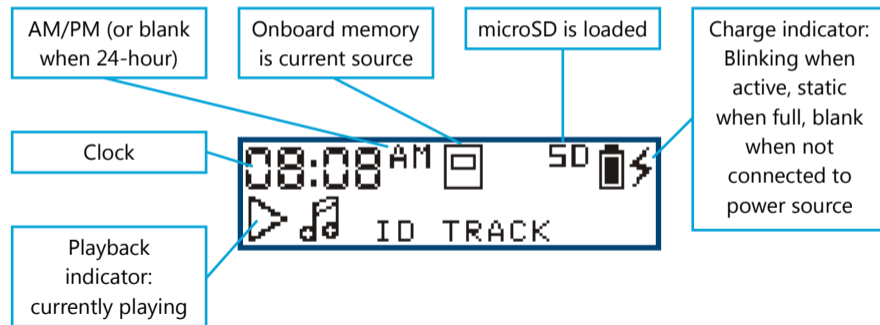 AM/PM (or blank
when 24-hour)
Onboard memory
is current source
microSD is loaded
Charge indicator:
Blinking when
active, static
when full, blank
when not
connected to
power source
Clock
08:08 AM SD
ID TRACK
Playback
indicator:
currently playing